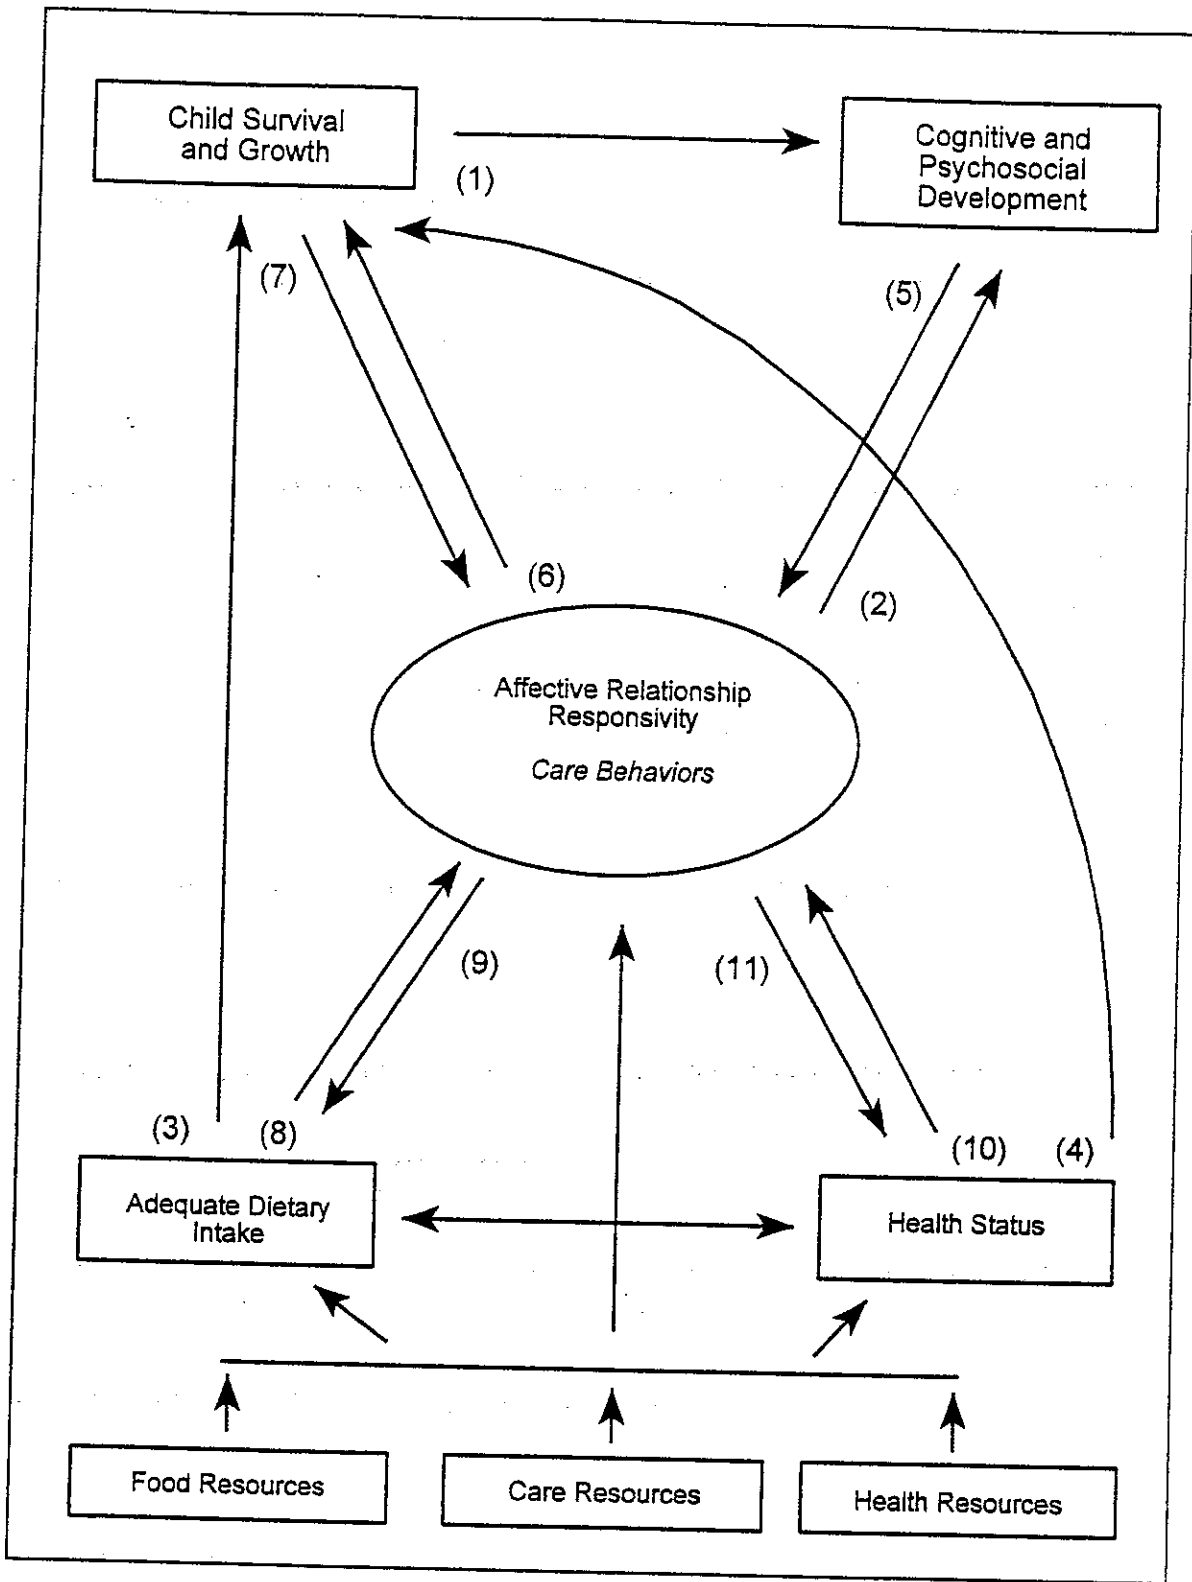 Child Survival
and Growth
Cognitive and
Psychosocial
Development
(1)
(7)
(5)
(6)
(2)
Affective Relationship
Responsivity
Care Behaviors
(9)
(11)
(3)
(8)
(10)
(4)
Adequate Dietary
Intake
Health Status
Food Resources
Care Resources
Health Resources